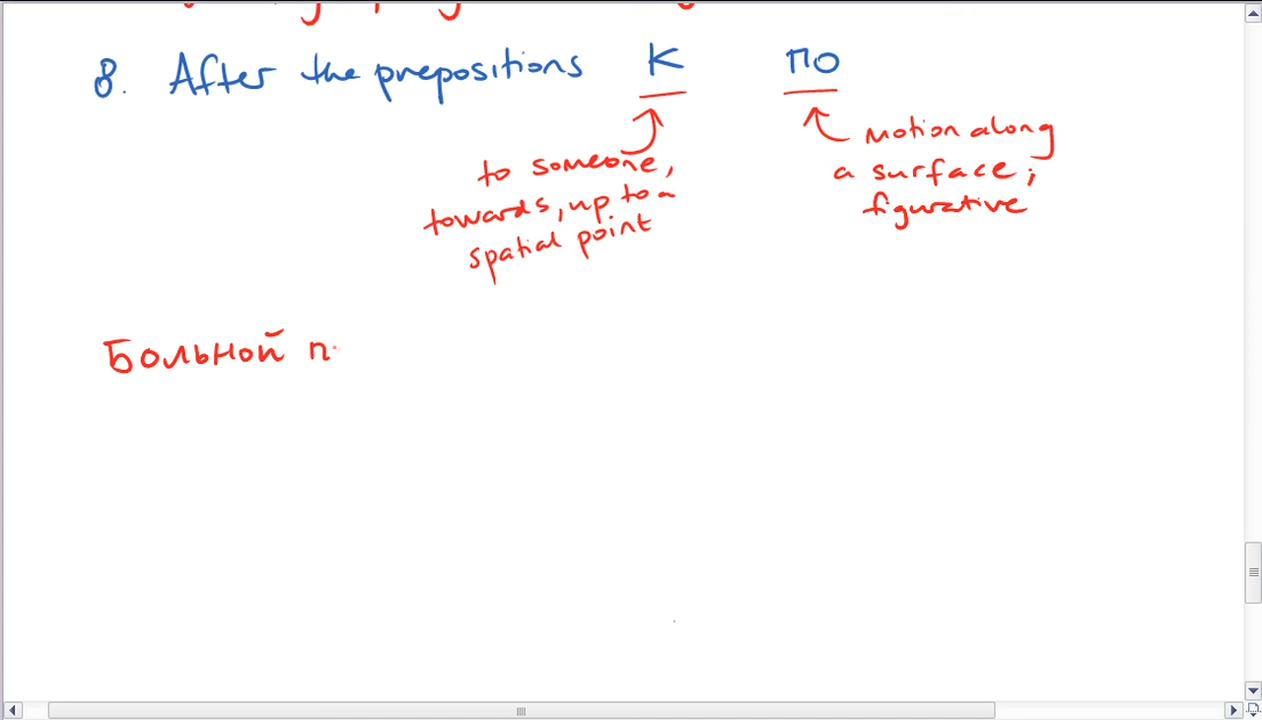 8. After the prepositions к по
to someone,
towards, up to a
spatial point
motion along
a surface;
figurative
Больной п